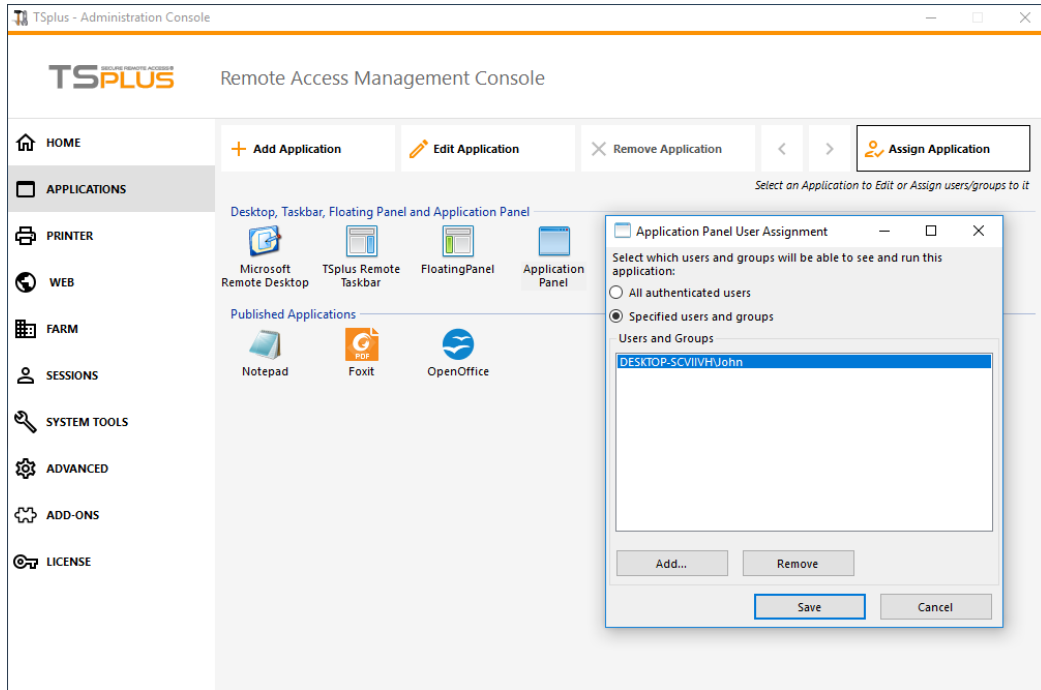 TSplus - Administration Console
TSPLUS
SECURE REMOTE ACCESS
Remote Access Management Console
HOME
APPLICATIONS
PRINTER
WEB
FARM
SESSIONS
SYSTEM TOOLS
ADVANCED
ADD-ONS
LICENSE
Add Application
Edit Application
Remove Application
Assign Application
Select an Application to Edit or Assign users/groups to it
Desktop, Taskbar, Floating Panel and Application Panel
Microsoft
Remote Desktop
TSplus Remote
Taskbar
FloatingPanel
Application
Panel
Published Applications
Notepad
PDF
Foxit
OpenOffice
Application Panel User Assignment
Select which users and groups will be able to see and run this
application:
All authenticated users
Specified users and groups
Users and Groups
DESKTOP-SCVIIVH\John
Add...
Remove
Save
Cancel